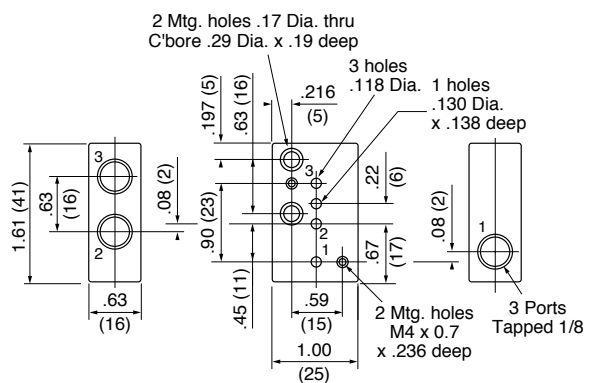 2 Mtg. holes .17 Dia. thru
C'bore .29 Dia. x .19 deep
3 holes
.118 Dia.
1 holes
.130 Dia.
x .138 deep
.216
(5)
.197 (5)
.63 (16)
1.61 (41)
3
.63
(16)
2
.08 (2)
.63
(16)
.90 (23)
.45 (11)
3
2
1
.22
(6)
.67
(17)
.59
(15)
1.00
(25)
2 Mtg. holes
M4 x 0.7
x .236 deep
.08 (2)
1
3 Ports
Tapped 1/8